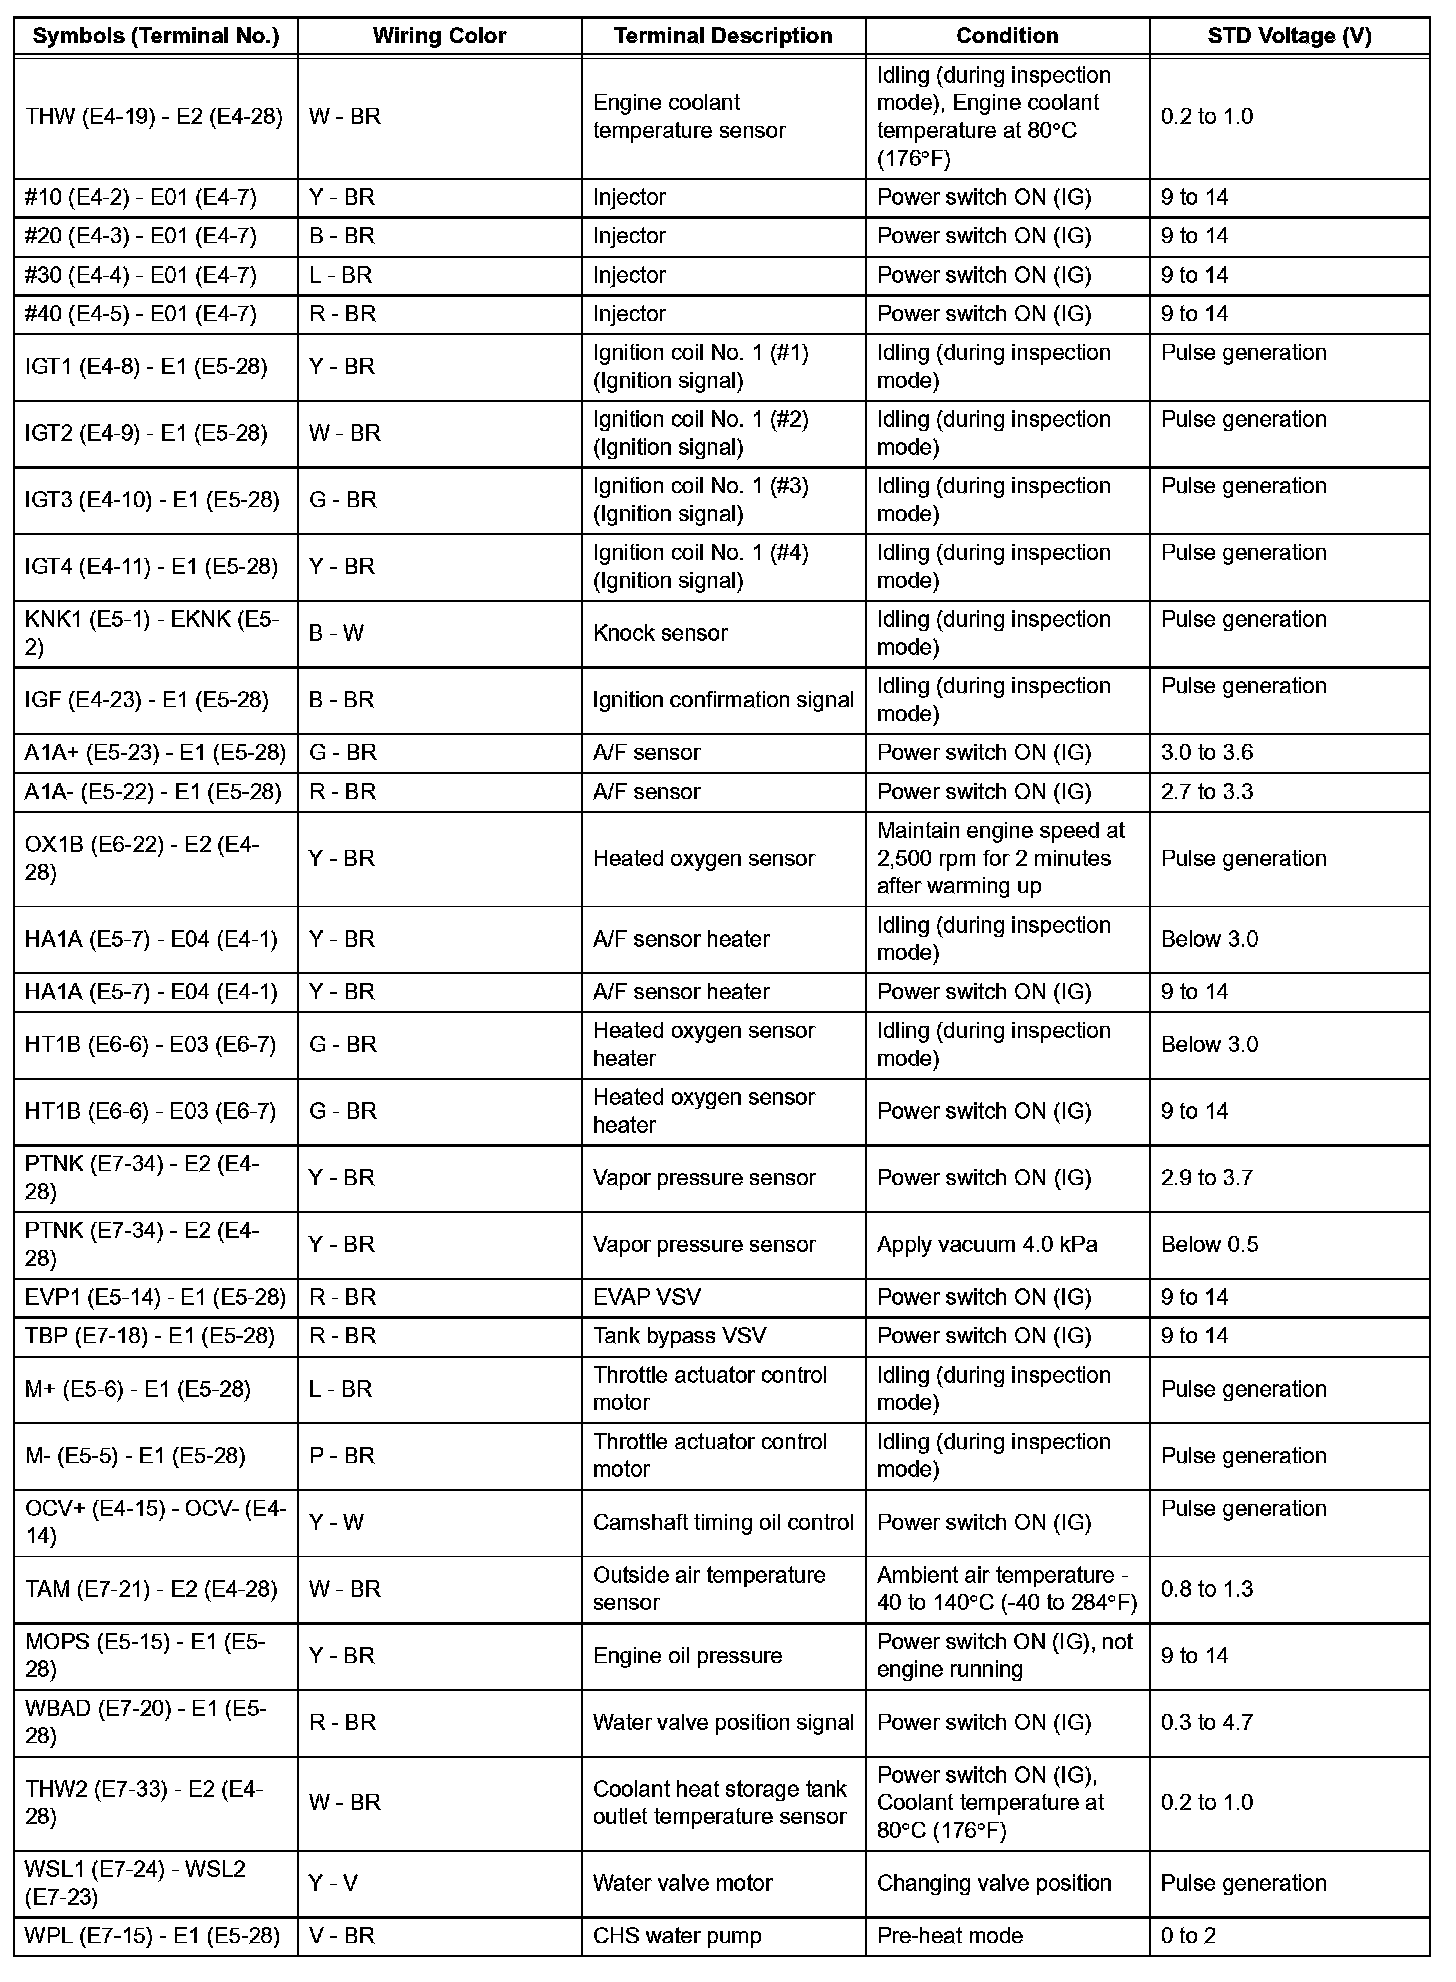 Symbols (Terminal No.) Wiring Color Terminal Description Condition STD Voltage (V)
THW (E4-19) - E2 (E4-28) W - BR Engine coolant temperature sensor Idling (during inspection mode), Engine coolant temperature at 80°C (176°F) 0.2 to 1.0
#10 (E4-2) - E01 (E4-7) Y - BR Injector Power switch ON (IG) 9 to 14
#20 (E4-3) - E01 (E4-7) B - BR Injector Power switch ON (IG) 9 to 14
#30 (E4-4) - E01 (E4-7) L - BR Injector Power switch ON (IG) 9 to 14
#40 (E4-5) - E01 (E4-7) R - BR Injector Power switch ON (IG) 9 to 14
IGT1 (E4-8) - E1 (E5-28) Y - BR Ignition coil No. 1 (#1) (Ignition signal) Idling (during inspection mode) Pulse generation
IGT2 (E4-9) - E1 (E5-28) W - BR Ignition coil No. 1 (#2) (Ignition signal) Idling (during inspection mode) Pulse generation
IGT3 (E4-10) - E1 (E5-28) G - BR Ignition coil No. 1 (#3) (Ignition signal) Idling (during inspection mode) Pulse generation
IGT4 (E4-11) - E1 (E5-28) Y - BR Ignition coil No. 1 (#4) (Ignition signal) Idling (during inspection mode) Pulse generation
KNK1 (E5-1) - EKNK (E5-2) B - W Knock sensor Idling (during inspection mode) Pulse generation
IGF (E4-23) - E1 (E5-28) B - BR Ignition confirmation signal Idling (during inspection mode) Pulse generation
A1A+ (E5-23) - E1 (E5-28) G - BR A/F sensor Power switch ON (IG) 3.0 to 3.6
A1A- (E5-22) - E1 (E5-28) R - BR A/F sensor Power switch ON (IG) 2.7 to 3.3
OX1B (E6-22) - E2 (E4-28) Y - BR Heated oxygen sensor Maintain engine speed at 2,500 rpm for 2 minutes after warming up Pulse generation
HA1A (E5-7) - E04 (E4-1) Y - BR A/F sensor heater Idling (during inspection mode) Below 3.0
HA1A (E5-7) - E04 (E4-1) Y - BR A/F sensor heater Power switch ON (IG) 9 to 14
HT1B (E6-6) - E03 (E6-7) G - BR Heated oxygen sensor heater Idling (during inspection mode) Below 3.0
HT1B (E6-6) - E03 (E6-7) G - BR Heated oxygen sensor heater Power switch ON (IG) 9 to 14
PTNK (E7-34) - E2 (E4-28) Y - BR Vapor pressure sensor Power switch ON (IG) 2.9 to 3.7
PTNK (E7-34) - E2 (E4-28) Y - BR Vapor pressure sensor Apply vacuum 4.0 kPa Below 0.5
EVP1 (E5-14) - E1 (E5-28) R - BR EVAP VSV Power switch ON (IG) 9 to 14
TBP (E7-18) - E1 (E5-28) R - BR Tank bypass VSV Power switch ON (IG) 9 to 14
M+ (E5-6) - E1 (E5-28) L - BR Throttle actuator control motor Idling (during inspection mode) Pulse generation
M- (E5-5) - E1 (E5-28) P - BR Throttle actuator control motor Idling (during inspection mode) Pulse generation
OCV+ (E4-15) - OCV- (E4-14) Y - W Camshaft timing oil control Power switch ON (IG) Pulse generation
TAM (E7-21) - E2 (E4-28) W - BR Outside air temperature sensor Ambient air temperature -40 to 140°C (-40 to 284°F) 0.8 to 1.3
MOPS (E5-15) - E1 (E5-28) Y - BR Engine oil pressure Power switch ON (IG), not engine running 9 to 14
WBAD (E7-20) - E1 (E5-28) R - BR Water valve position signal Power switch ON (IG) 0.3 to 4.7
THW2 (E7-33) - E2 (E4-28) W - BR Coolant heat storage tank outlet temperature sensor Power switch ON (IG), Coolant temperature at 80°C (176°F) 0.2 to 1.0
WSL1 (E7-24) - WSL2 (E7-23) Y - V Water valve motor Changing valve position Pulse generation
WPL (E7-15) - E1 (E5-28) V - BR CHS water pump Pre-heat mode 0 to 2